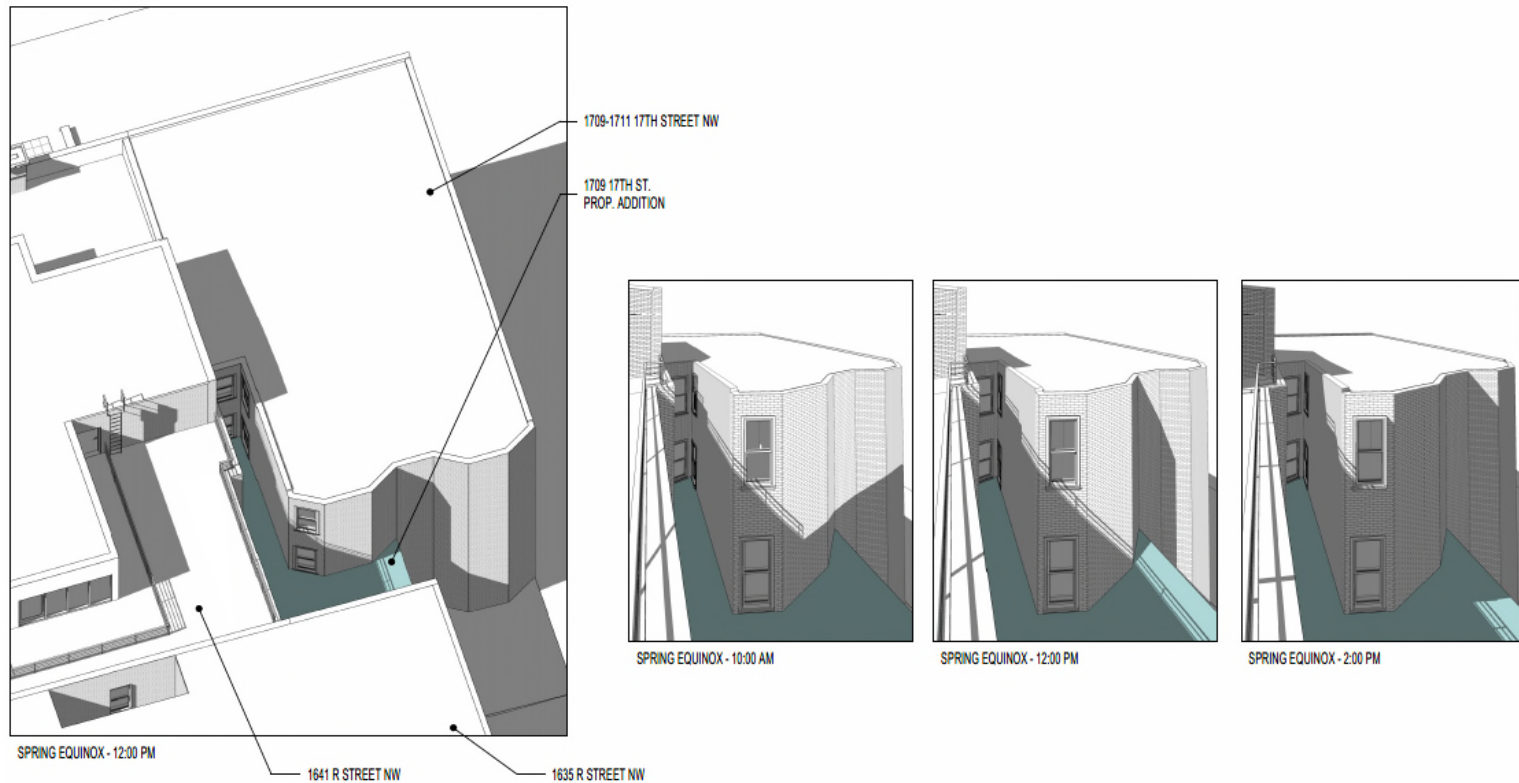 1709-1711 17TH STREET NW
1709 17TH ST.
PROP. ADDITION
SPRING EQUINOX - 10:00 AM
SPRING EQUINOX - 12:00 PM
SPRING EQUINOX - 2:00 PM
SPRING EQUINOX - 12:00 PM
1641 R STREET NW
1635 R STREET NW